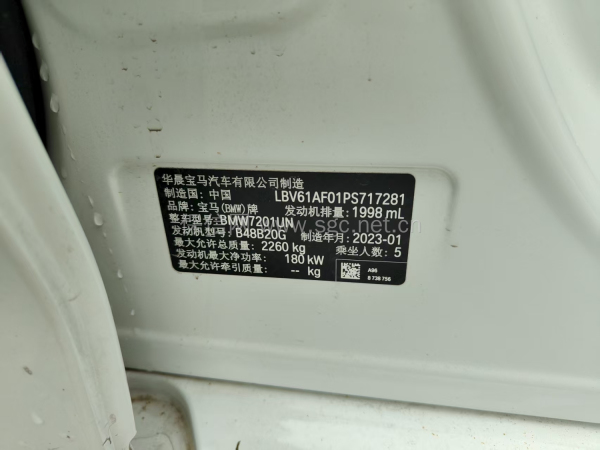 华晨宝马汽车有限公司制造
制造国: 中国 LBV61AF01PS717281
品牌: 宝马(BMW)牌 发动机排量: 1998 mL
整车型号: BMW7201UN
发动机型号: B48B20G 制造年月: 2023-01
最大允许总质量: 2260 kg 乘坐人数: 5
发动机最大净功率: 180 kW
最大允许牵引质量: -- kg
A96
8 738 756
www.sgc.net.cn